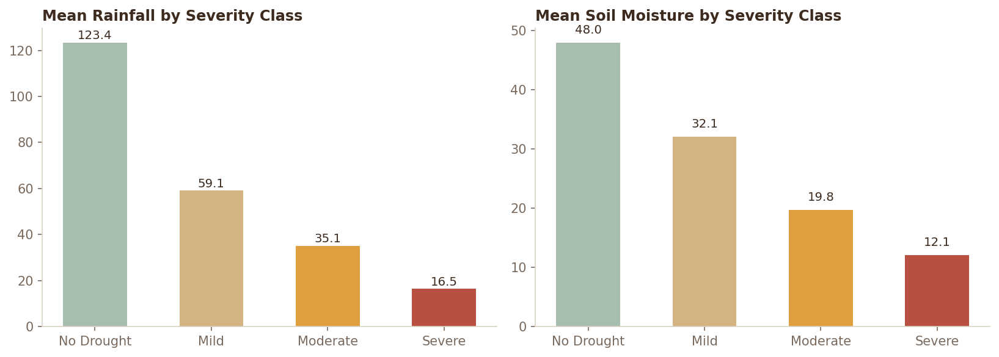 Mean Rainfall by Severity Class
123.4
59.1
35.1
16.5
120
100
80
60
40
20
0
No Drought
Mild
Moderate
Severe
Mean Soil Moisture by Severity Class
48.0
32.1
19.8
12.1
50
40
30
20
10
0
No Drought
Mild
Moderate
Severe